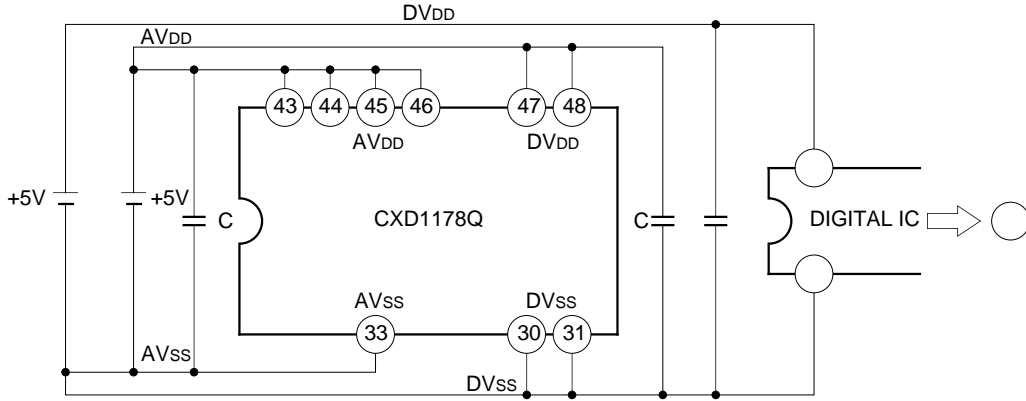 DVDD
AVDD
43 44 45 46 47 48
AVDD DVDD
+5V +5V C CXD1178Q C DIGITAL IC
AVSS DVSS
33 30 31
AVSS
DVSS